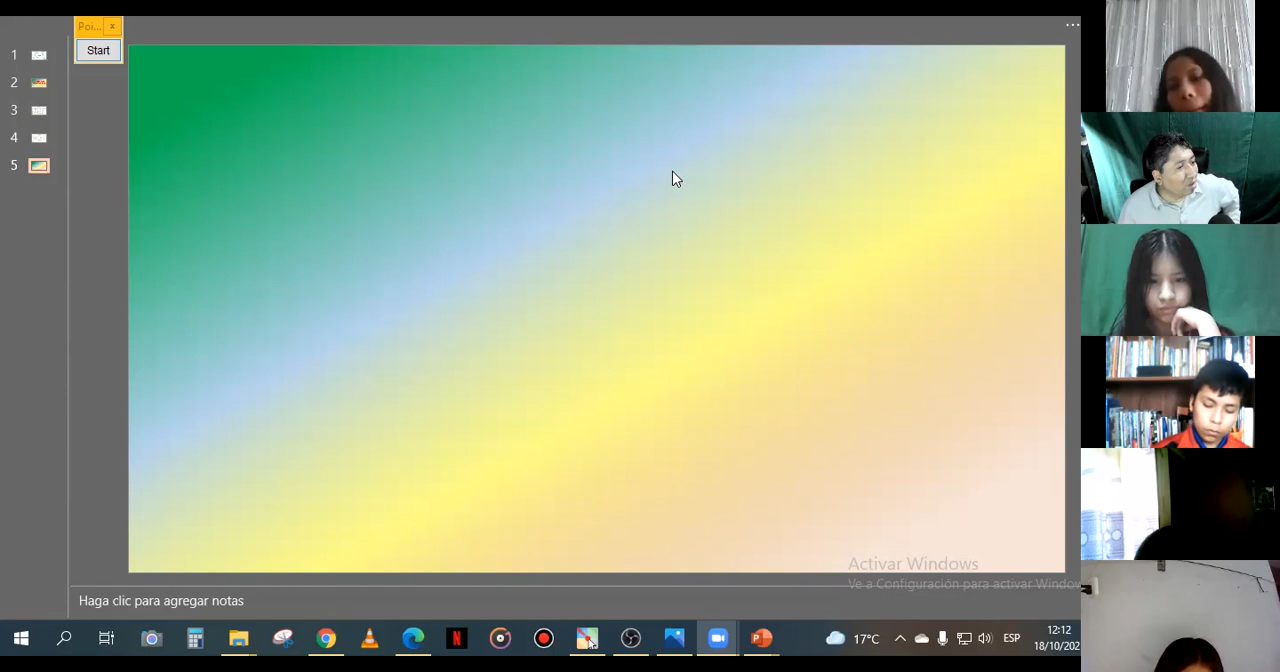 Poi... x
Start
1
2
3
4
5
Activar Windows
Ve a Configuración para activar Window
Haga clic para agregar notas
17°C
ESP
12:12
18/10/202